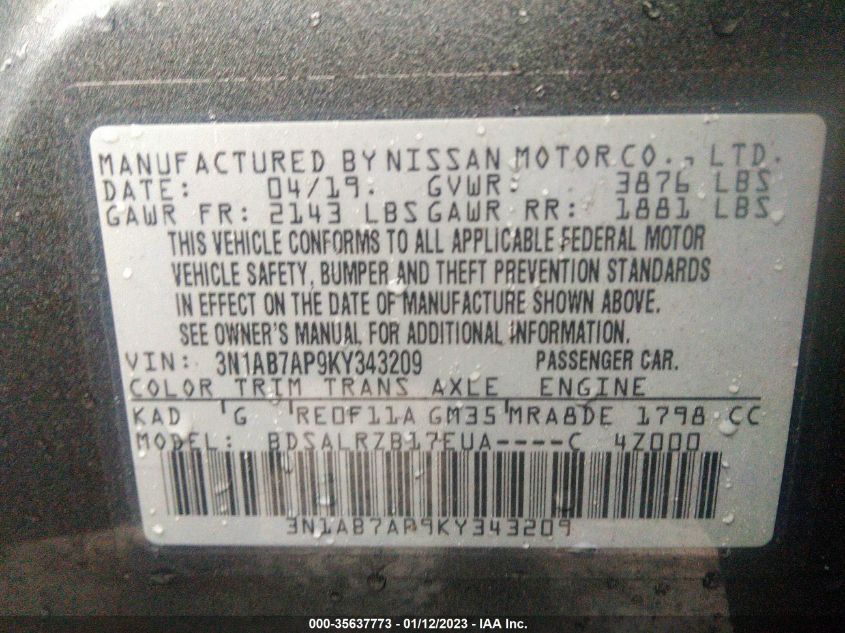 MANUFACTURED BY NISSAN MOTOR CO., LTD.
DATE: 04/19. GVWR: 3876 LBS
GAWR FR: 2143 LBS GAWR RR: 1881 LBS
THIS VEHICLE CONFORMS TO ALL APPLICABLE FEDERAL MOTOR
VEHICLE SAFETY, BUMPER AND THEFT PREVENTION STANDARDS
IN EFFECT ON THE DATE OF MANUFACTURE SHOWN ABOVE.
SEE OWNER'S MANUAL FOR ADDITIONAL INFORMATION.
VIN: 3N1AB7AP9KY343209 PASSENGER CAR.
COLOR TRIM TRANS AXLE ENGINE
KAD 'G 'RE0F11A GM35'MRA8DE 1798 CC
MODEL: BDSALRZB17EUA----C 4Z000
3N1AB7AP9KY343209
000-35637773 - 01/12/2023 - IAA Inc.